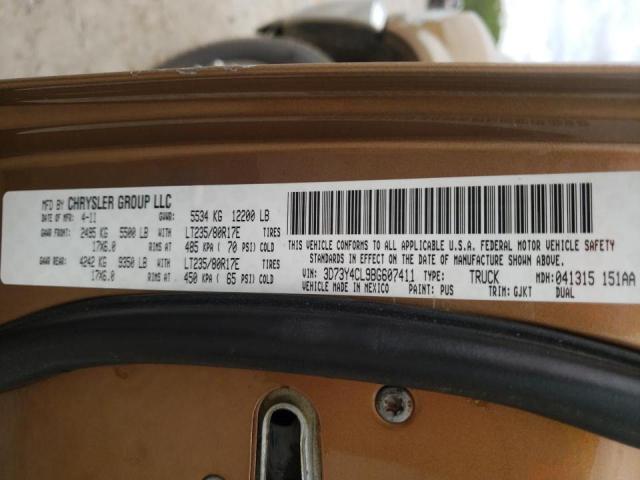 MFD BY CHRYSLER GROUP LLC
DATE OF MFR: 4-11 GVWR: 5534 KG 12200 LB
GAWR FRONT: 2495 KG 5500 LB WITH LT235/80R17E TIRES
17X6.0 RIMS AT 485 KPA ( 70 PSI) COLD
GAWR REAR: 4242 KG 9350 LB WITH LT235/80R17E TIRES
17X6.0 RIMS AT 450 KPA ( 65 PSI) COLD
THIS VEHICLE CONFORMS TO ALL APPLICABLE U.S.A. FEDERAL MOTOR VEHICLE SAFETY
STANDARDS IN EFFECT ON THE DATE OF MANUFACTURE SHOWN ABOVE.
VIN: 3D73Y4CL9BG607411 TYPE: TRUCK MDH: 041315 151AA
VEHICLE MADE IN MEXICO PAINT: PUS TRIM: GJKT DUAL